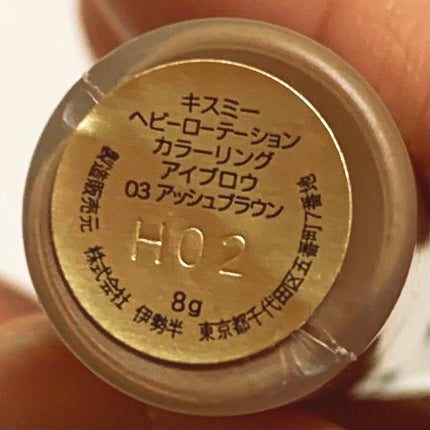 キスミー
ヘビーローテーション
カラーリング
アイブロウ
03 アッシュブラウン
H02
8g
製造販売元 株式会社 伊勢半 東京都千代田区五番町7番地